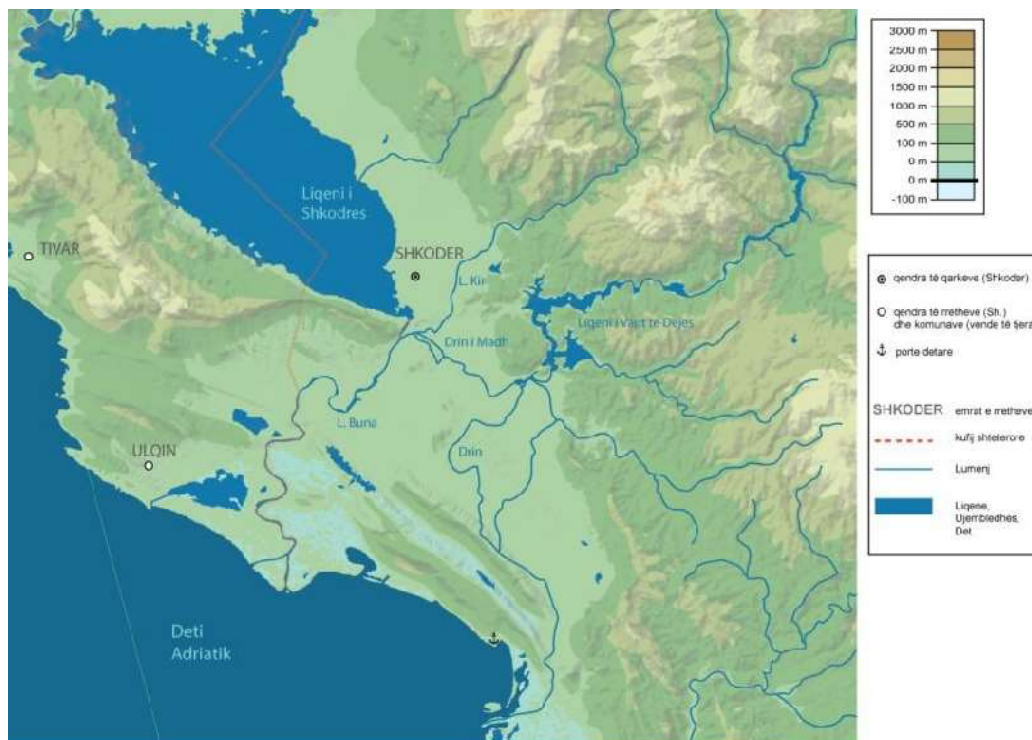 Liqeni i
Shkodres
TIVAR
SHKODER
L. Kir
Drin i Madh
Liqeni i Vaut te Dejes
L. Buna
Drin
ULQIN
Deti
Adriatik
3000 m
2500 m
2000 m
1500 m
1000 m
500 m
100 m
0 m
0 m
-100 m
qendra të qarkeve (Shkoder)
qendra të rretheve (Sh.)
dhe komunave (vende të tjera
porte detare
SHKODER emrat e rretheve
kufij shteterore
Lumenj
Liqene,
Ujembledhes,
Det